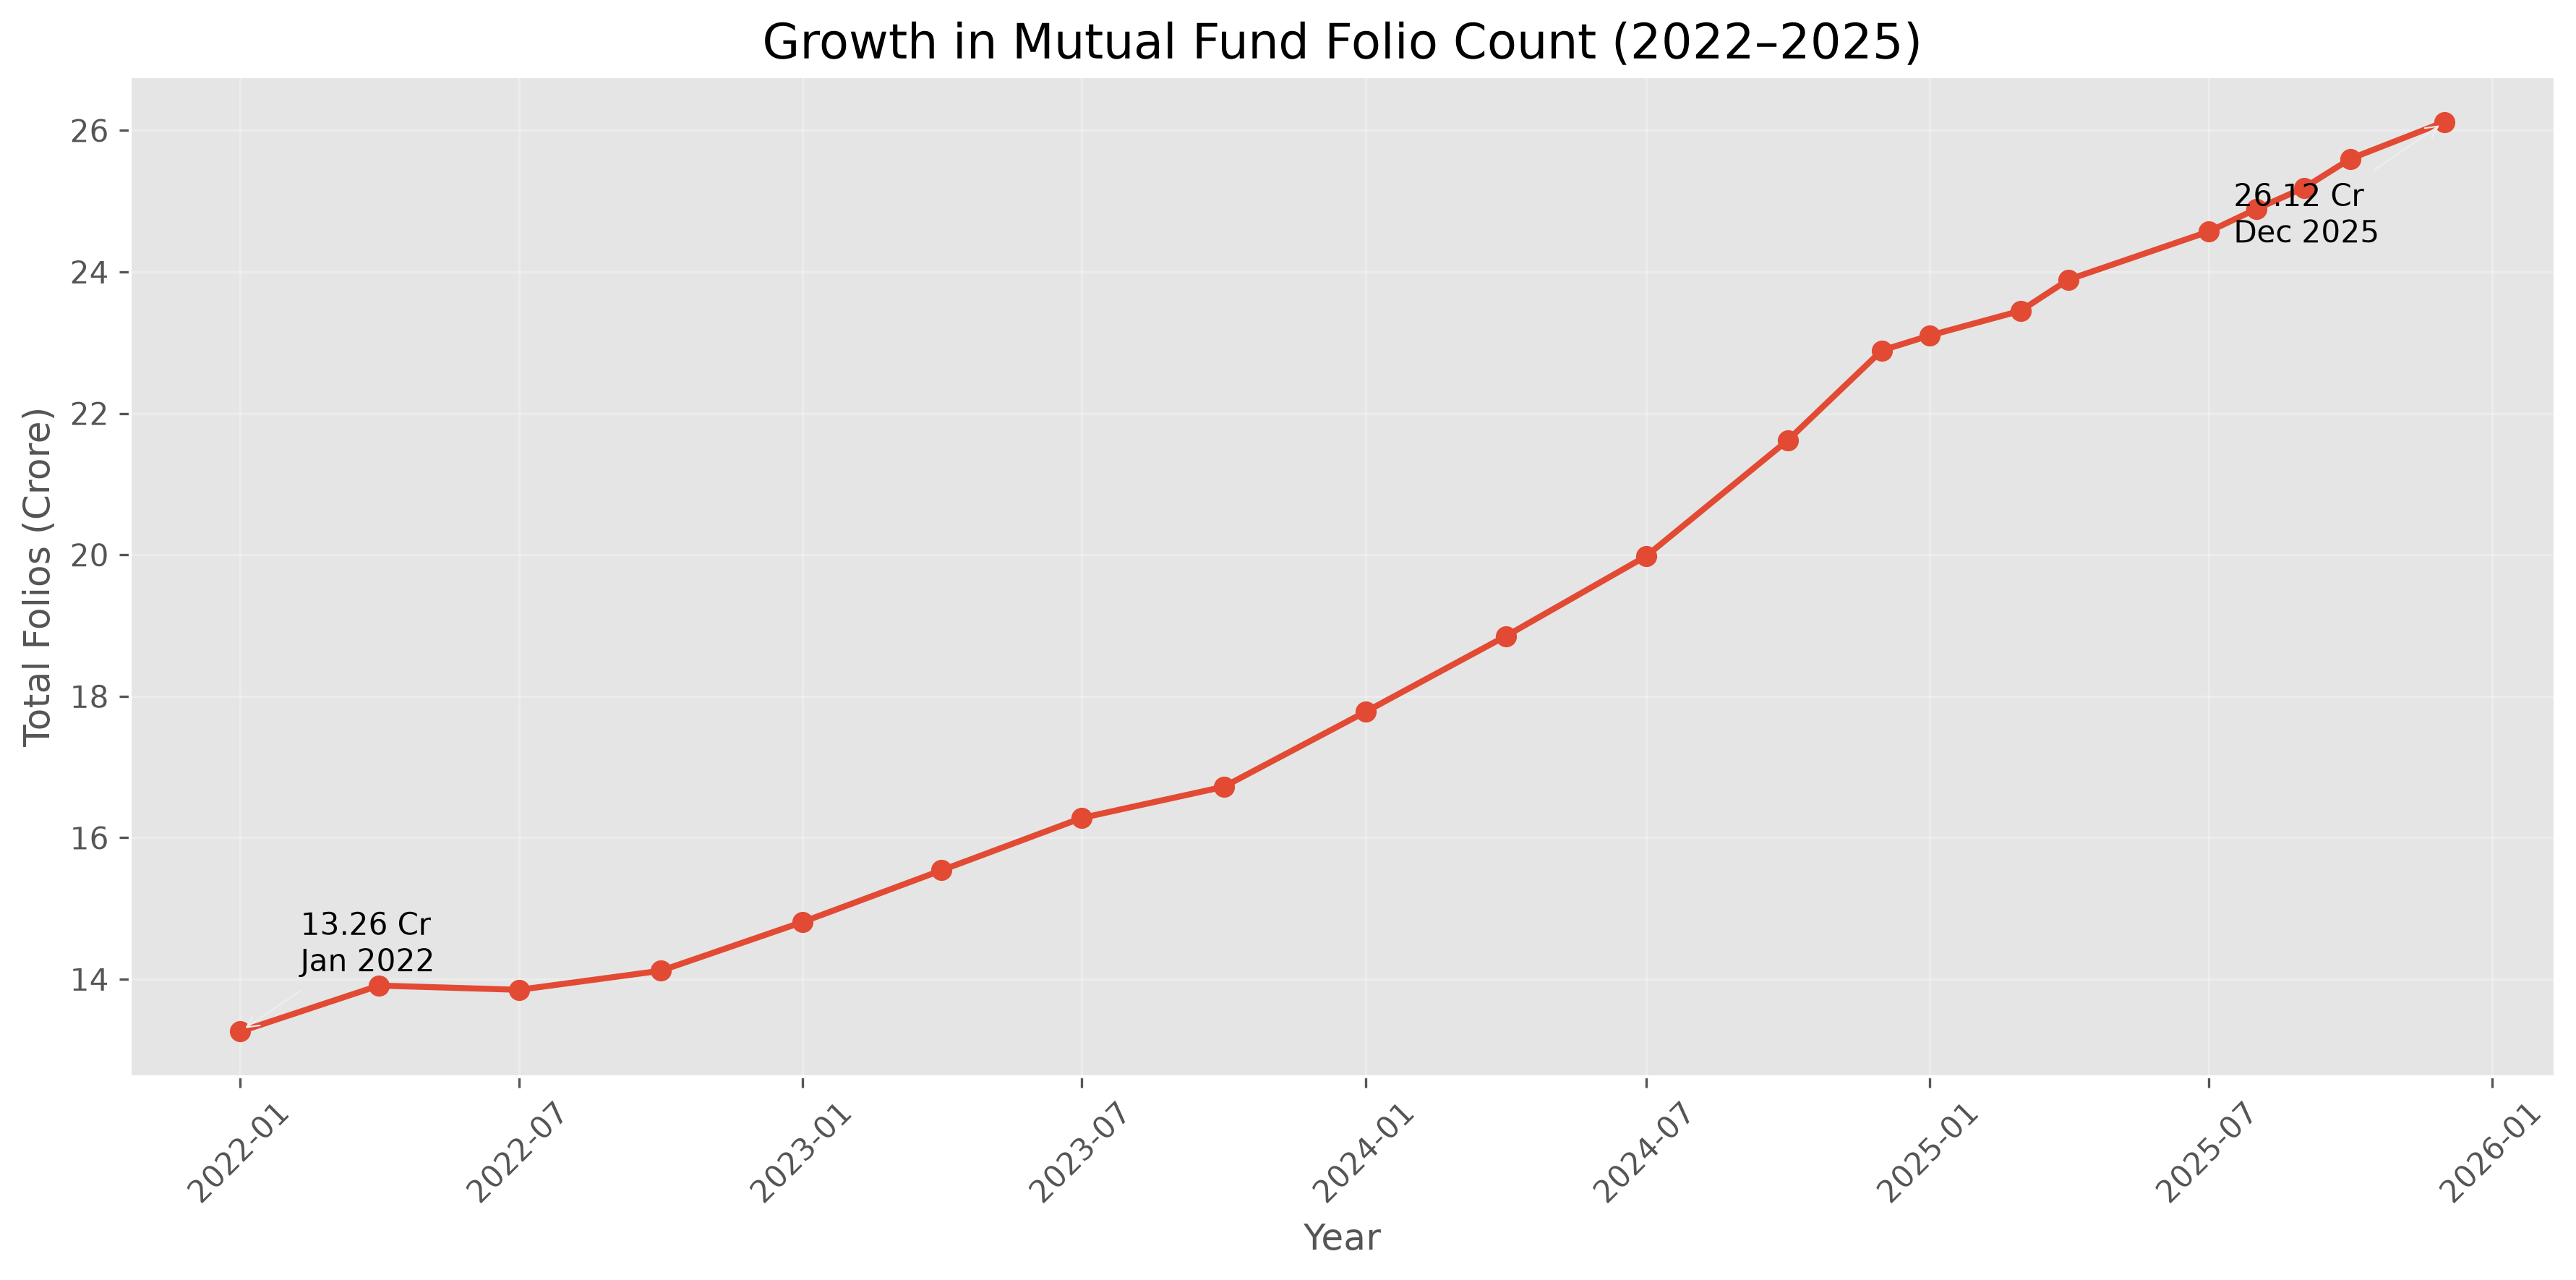 Growth in Mutual Fund Folio Count (2022–2025)
Total Folios (Crore)
26
24
22
20
18
16
14
26.12 Cr
Dec 2025
13.26 Cr
Jan 2022
2022-01
2022-07
2023-01
2023-07
2024-01
2024-07
2025-01
2025-07
2026-01
Year